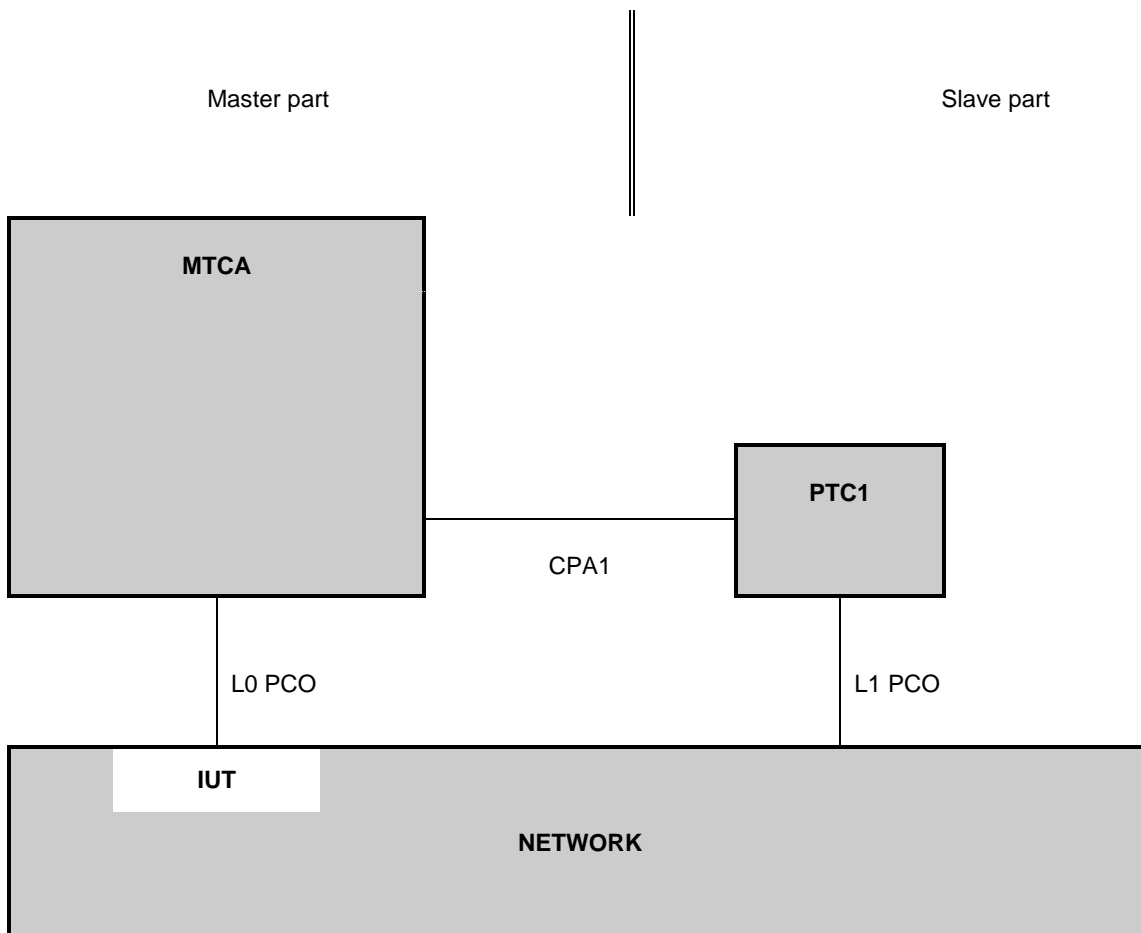 Master part
Slave part
MTCA
PTC1
CPA1
L0 PCO
L1 PCO
IUT
NETWORK